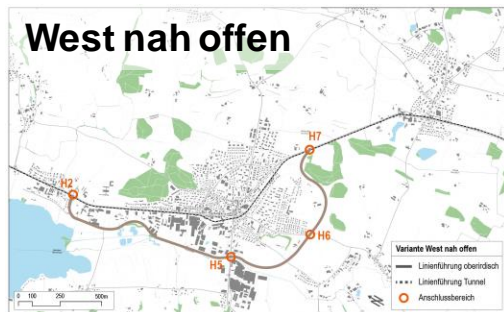 West nah offen
H7
H2
H6
H5
Variante West nah offen
Linienführung oberirdisch
Linienführung Tunnel
Anschlussbereich
0 100 250 500m